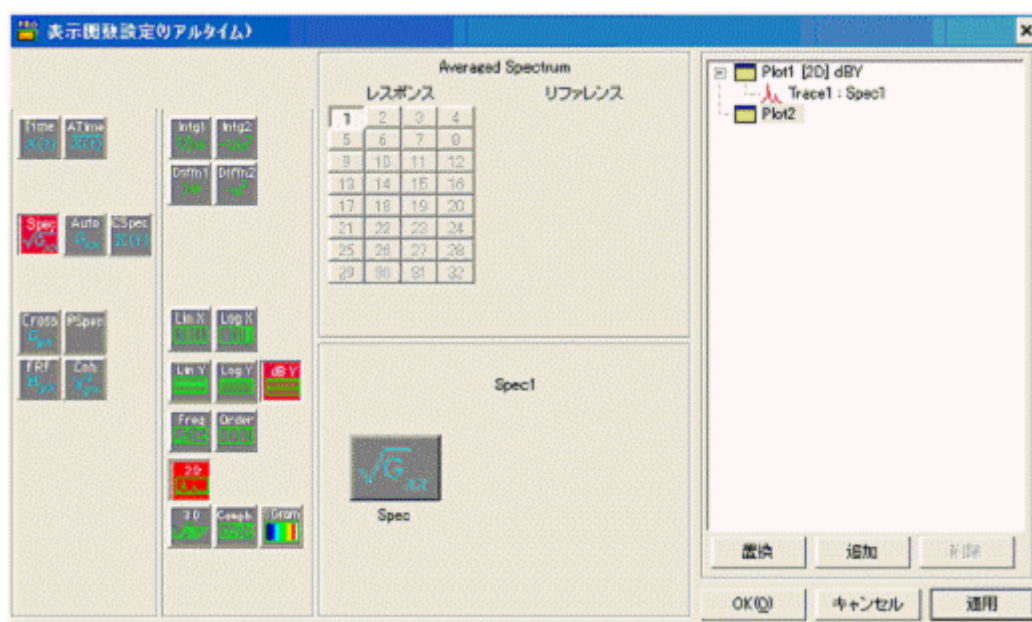 表示関数設定(リアルタイム)
Time ATime
Spec Auto CSpec
Cross PSpec
FRF Coh
Intg1 Intg2
Diffn1 Diffn2
Lin X Log X
Lin Y Log Y dB Y
Freq Order
2D
3D Campb. SGram
Averaged Spectrum
レスポンス リファレンス
1 2 3 4
5 6 7 8
9 10 11 12
13 14 15 16
17 18 19 20
21 22 23 24
25 26 27 28
29 30 31 32
Spec1
√Gxx
Spec
Plot1 [2D] dBY
Trace1 : Spec1
Plot2
置換 追加 削除
OK(O) キャンセル 適用